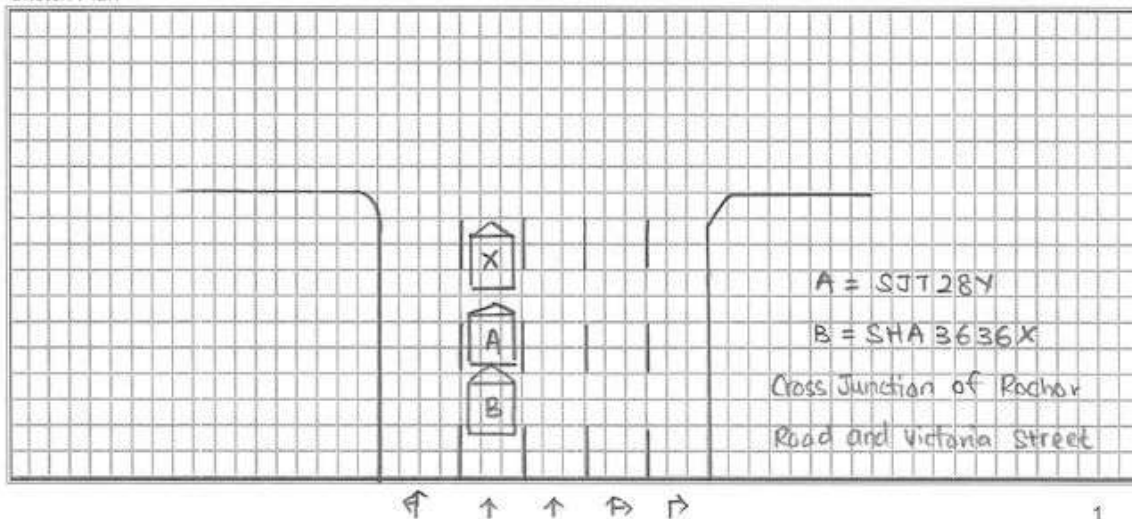 X
A
B
A = SJT28Y
B = SHA3636X
Cross Junction of Rochor
Road and Victoria Street
1